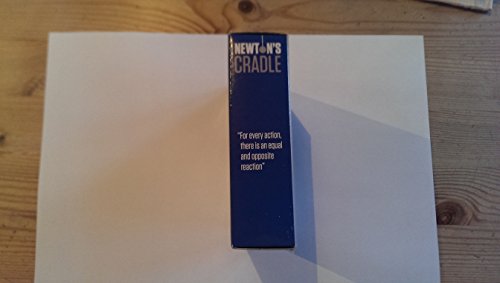 NEWTON'S
CRADLE
"For every action,
there is an equal
and opposite
reaction"